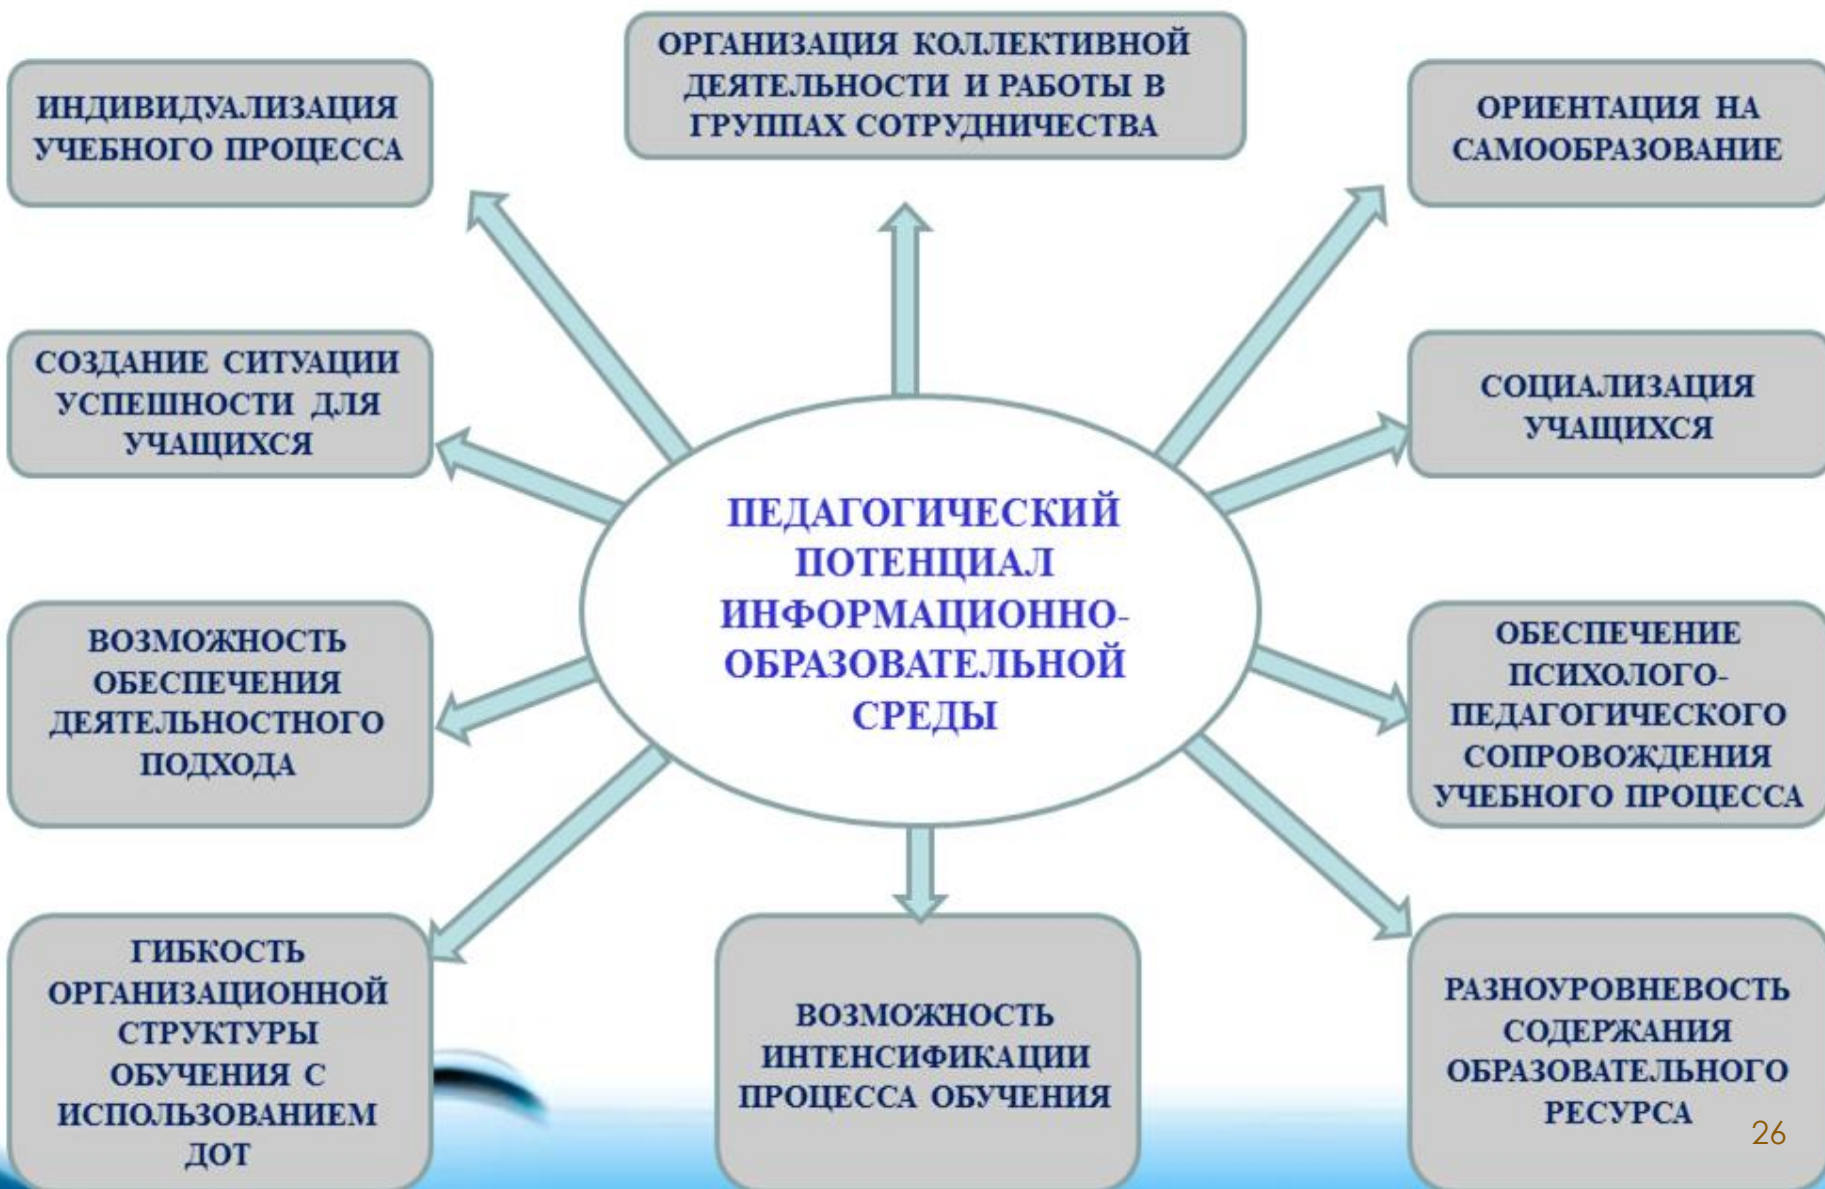 ОРГАНИЗАЦИЯ КОЛЛЕКТИВНОЙ
ДЕЯТЕЛЬНОСТИ И РАБОТЫ В
ГРУППАХ СОТРУДНИЧЕСТВА
ИНДИВИДУАЛИЗАЦИЯ
УЧЕБНОГО ПРОЦЕССА
ОРИЕНТАЦИЯ НА
САМООБРАЗОВАНИЕ
СОЗДАНИЕ СИТУАЦИИ
УСПЕШНОСТИ ДЛЯ
УЧАЩИХСЯ
СОЦИАЛИЗАЦИЯ
УЧАЩИХСЯ
ПЕДАГОГИЧЕСКИЙ
ПОТЕНЦИАЛ
ИНФОРМАЦИОННО-
ОБРАЗОВАТЕЛЬНОЙ
СРЕДЫ
ВОЗМОЖНОСТЬ
ОБЕСПЕЧЕНИЯ
ДЕЯТЕЛЬНОСТНОГО
ПОДХОДА
ОБЕСПЕЧЕНИЕ
ПСИХОЛОГО-
ПЕДАГОГИЧЕСКОГО
СОПРОВОЖДЕНИЯ
УЧЕБНОГО ПРОЦЕССА
ГИБКОСТЬ
ОРГАНИЗАЦИОННОЙ
СТРУКТУРЫ
ОБУЧЕНИЯ С
ИСПОЛЬЗОВАНИЕМ
ДОТ
ВОЗМОЖНОСТЬ
ИНТЕНСИФИКАЦИИ
ПРОЦЕССА ОБУЧЕНИЯ
РАЗНОУРОВНЕВОСТЬ
СОДЕРЖАНИЯ
ОБРАЗОВАТЕЛЬНОГО
РЕСУРСА
26